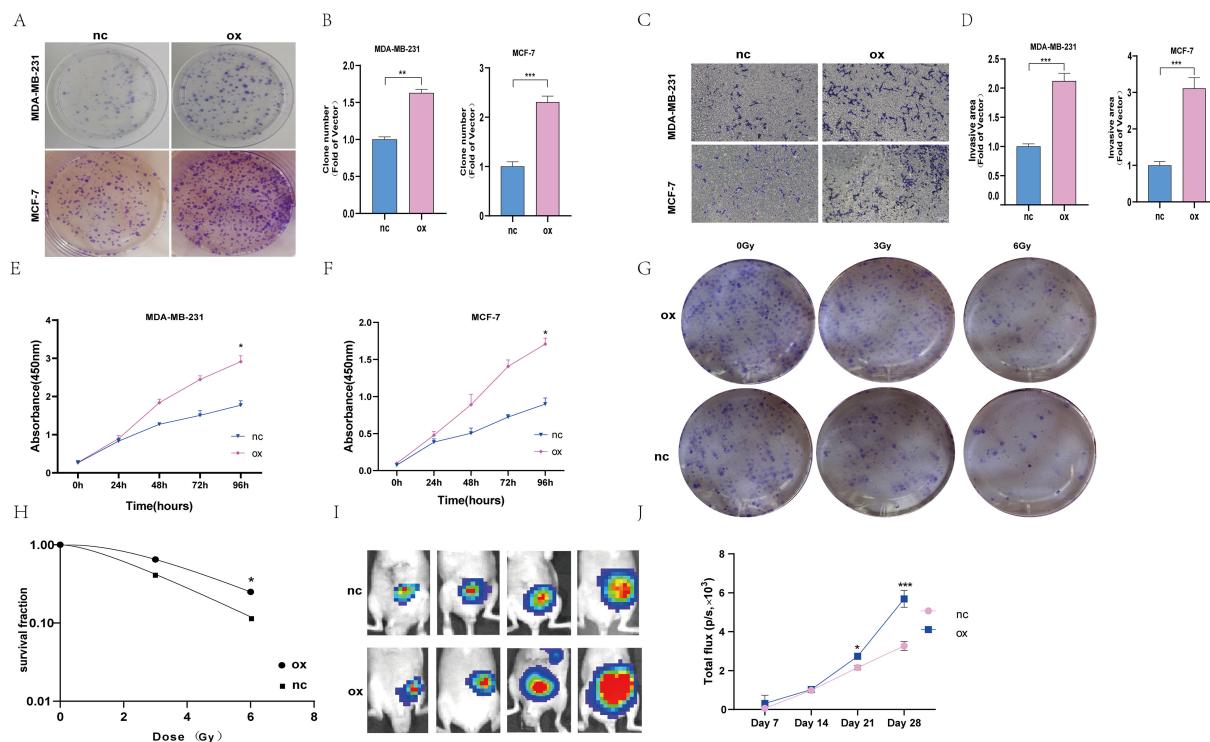 A
nc
ox
MDA-MB-231
MCF-7
B
MDA-MB-231
Clone number
(Fold of Vector)
2.0
1.5
1.0
0.5
0.0
**
nc
ox
MCF-7
Clone number
(Fold of Vector)
3
2
1
0
***
nc
ox
C
nc
ox
MDA-MB-231
MCF-7
D
MDA-MB-231
Invasive area
(Fold of Vector)
2.5
2.0
1.5
1.0
0.5
0.0
***
nc
ox
MCF-7
Invasive area
(Fold of Vector)
4
3
2
1
0
***
nc
ox
E
MDA-MB-231
Absorbance(450nm)
4
3
2
1
0
*
nc
ox
0h
24h
48h
72h
96h
Time(hours)
F
MCF-7
Absorbance(450nm)
2.0
1.5
1.0
0.5
0.0
*
nc
ox
0h
24h
48h
72h
96h
Time(hours)
G
0Gy
3Gy
6Gy
ox
nc
H
survival fraction
1.00
0.10
0.01
*
ox
nc
0
2
4
6
8
Dose (Gy)
I
nc
ox
J
Total flux (p/s,×10³)
8
6
4
2
0
*
***
nc
ox
Day 7
Day 14
Day 21
Day 28